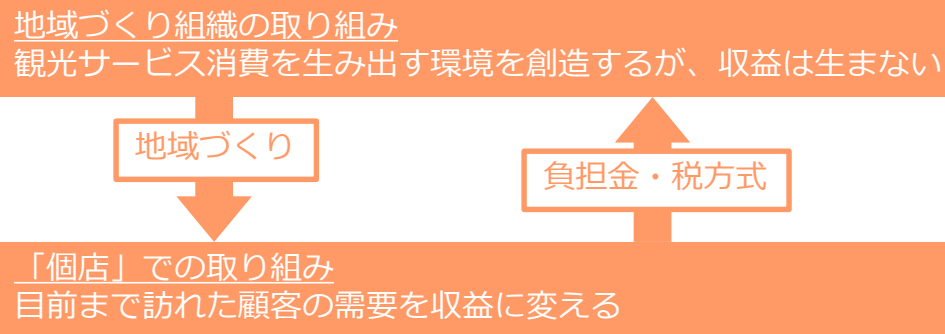 地域づくり組織の取り組み
観光サービス消費を生み出す環境を創造するが、収益は生まない
地域づくり
負担金・税方式
「個店」での取り組み
目前まで訪れた顧客の需要を収益に変える